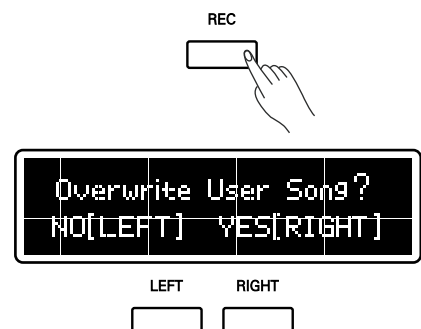 REC
Overwrite User Song?
NO[LEFT] YES[RIGHT]
LEFT RIGHT